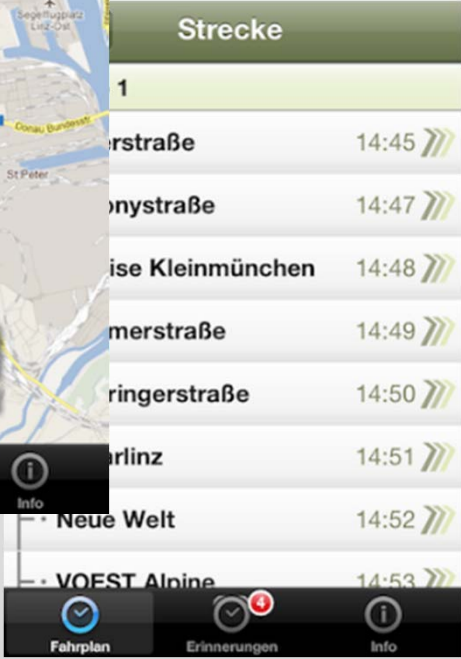 Segelflugplatz
Linz-Ost
Donau Bundesstr
St Peter
Info
Strecke
1
erstraße 14:45
onystraße 14:47
ise Kleinmünchen 14:48
merstraße 14:49
ringerstraße 14:50
arlinz 14:51
Neue Welt 14:52
VOEST Alpine 14:53
Fahrplan
4
Erinnerungen
Info